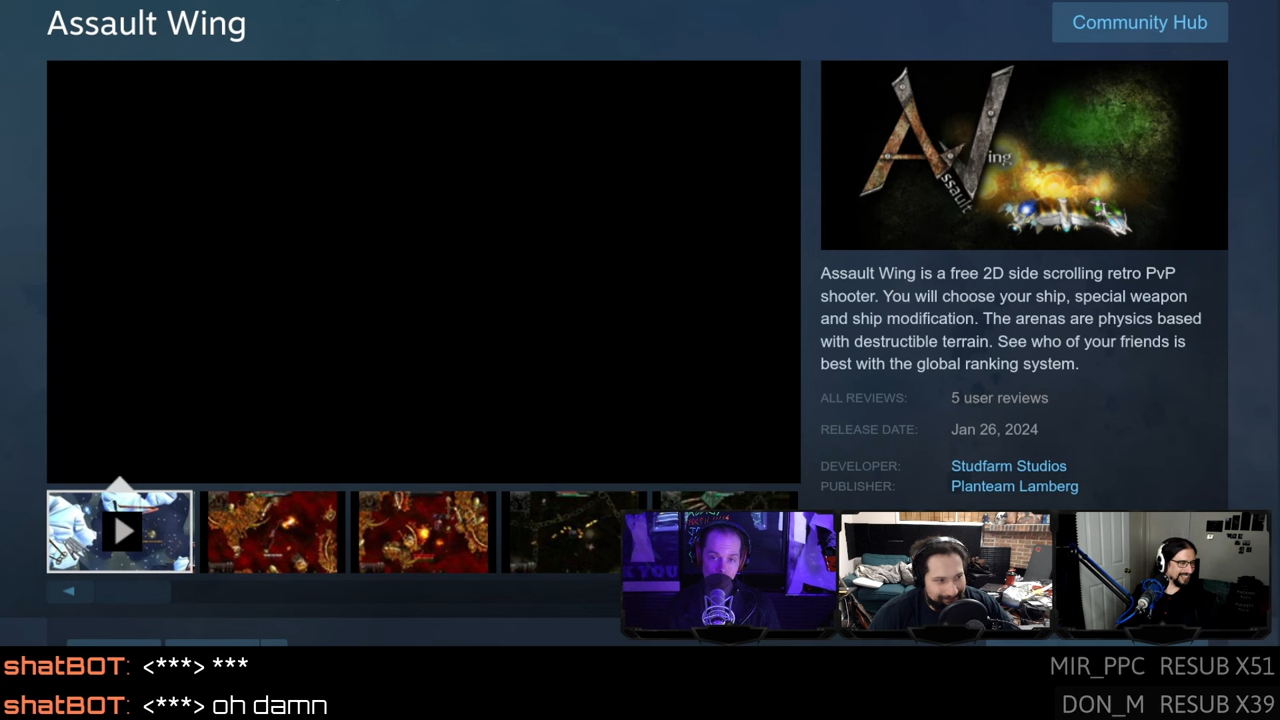 Assault Wing
Community Hub
Assault
Wing
Assault Wing is a free 2D side scrolling retro PvP
shooter. You will choose your ship, special weapon
and ship modification. The arenas are physics based
with destructible terrain. See who of your friends is
best with the global ranking system.
ALL REVIEWS: 5 user reviews
RELEASE DATE: Jan 26, 2024
DEVELOPER: Studfarm Studios
PUBLISHER: Planteam Lamberg
shatBOT: <***> ***
MIR_PPC RESUB X51
shatBOT: <***> oh damn
DON_M RESUB X39